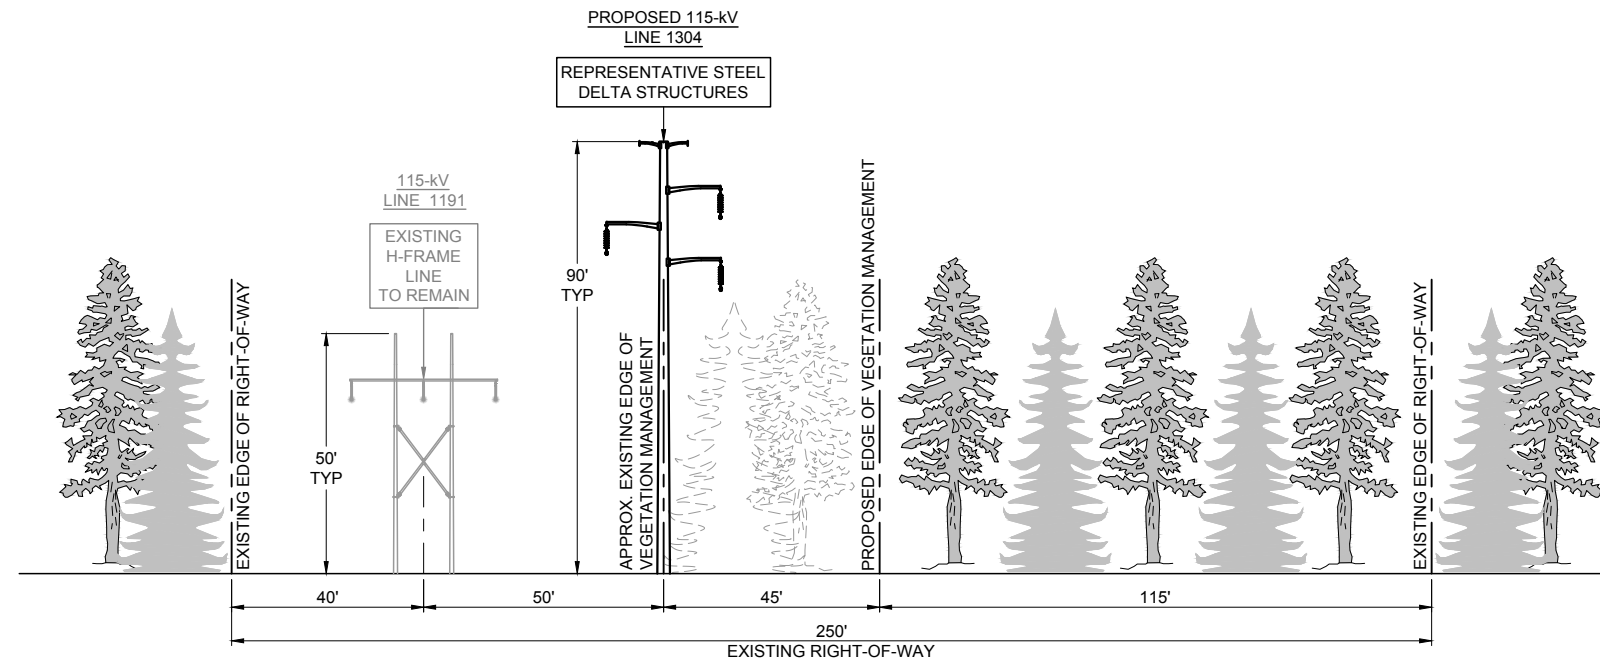 PROPOSED 115-kV
LINE 1304
REPRESENTATIVE STEEL
DELTA STRUCTURES
115-kV
LINE 1191
EXISTING
H-FRAME
LINE
TO REMAIN
90'
TYP
50'
TYP
EXISTING EDGE OF RIGHT-OF-WAY
APPROX. EXISTING EDGE OF
VEGETATION MANAGEMENT
PROPOSED EDGE OF VEGETATION MANAGEMENT
EXISTING EDGE OF RIGHT-OF-WAY
40'
50'
45'
115'
250'
EXISTING RIGHT-OF-WAY